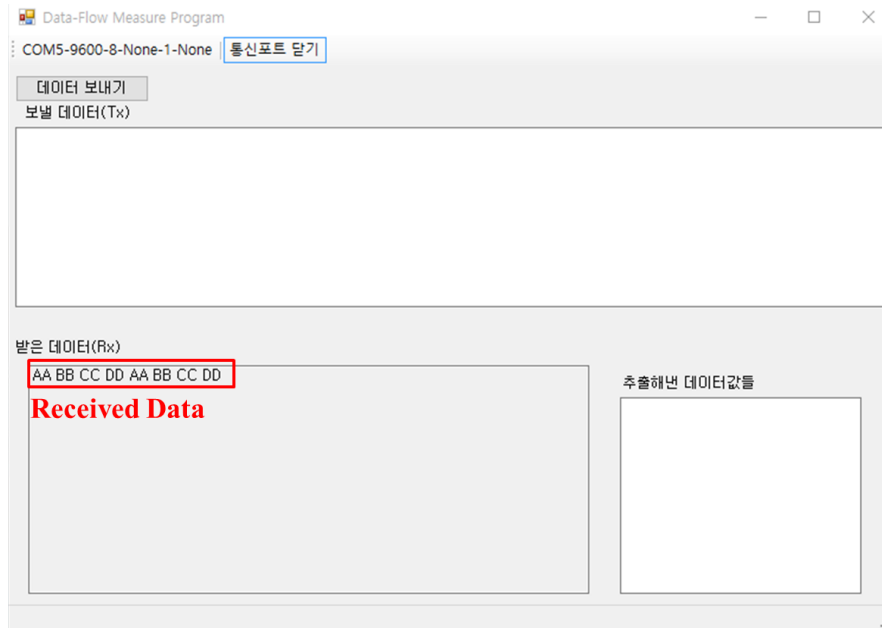 Data-Flow Measure Program
COM5-9600-8-None-1-None 통신포트 닫기
데이터 보내기
보낼 데이터(Tx)
받은 데이터(Rx)
AA BB CC DD AA BB CC DD
Received Data
추출해낸 데이터값들